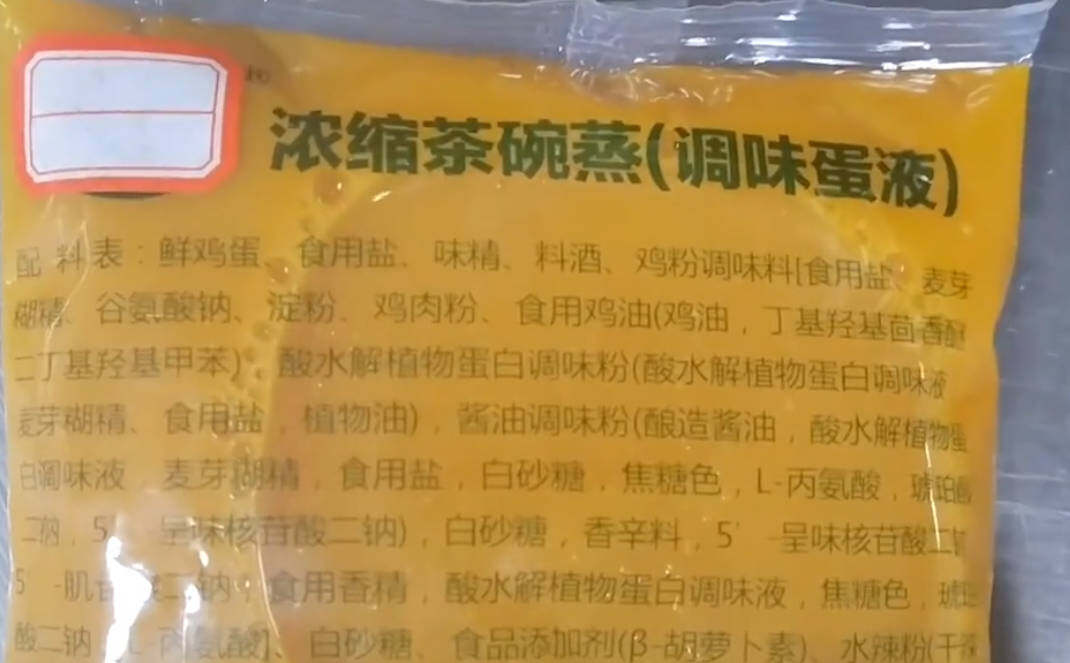 浓缩茶碗蒸(调味蛋液)
配料表：鲜鸡蛋、食用盐、味精、料酒、鸡粉调味料[食用盐、麦芽
糊精、谷氨酸钠、淀粉、鸡肉粉、食用鸡油(鸡油，丁基羟基茴香醚
二丁基羟基甲苯)，酸水解植物蛋白调味粉(酸水解植物蛋白调味液
麦芽糊精、食用盐，植物油)，酱油调味粉(酿造酱油，酸水解植物蛋
白调味液，麦芽糊精，食用盐，白砂糖，焦糖色，L-丙氨酸，琥珀酸
二钠，5' 呈味核苷酸二钠)，白砂糖，香辛料，5' -呈味核苷酸二钠
5' -肌苷酸二钠，食用香精，酸水解植物蛋白调味液，焦糖色，琥珀
酸二钠，L-丙氨酸]、白砂糖、食品添加剂(β-胡萝卜素)、水辣粉(干